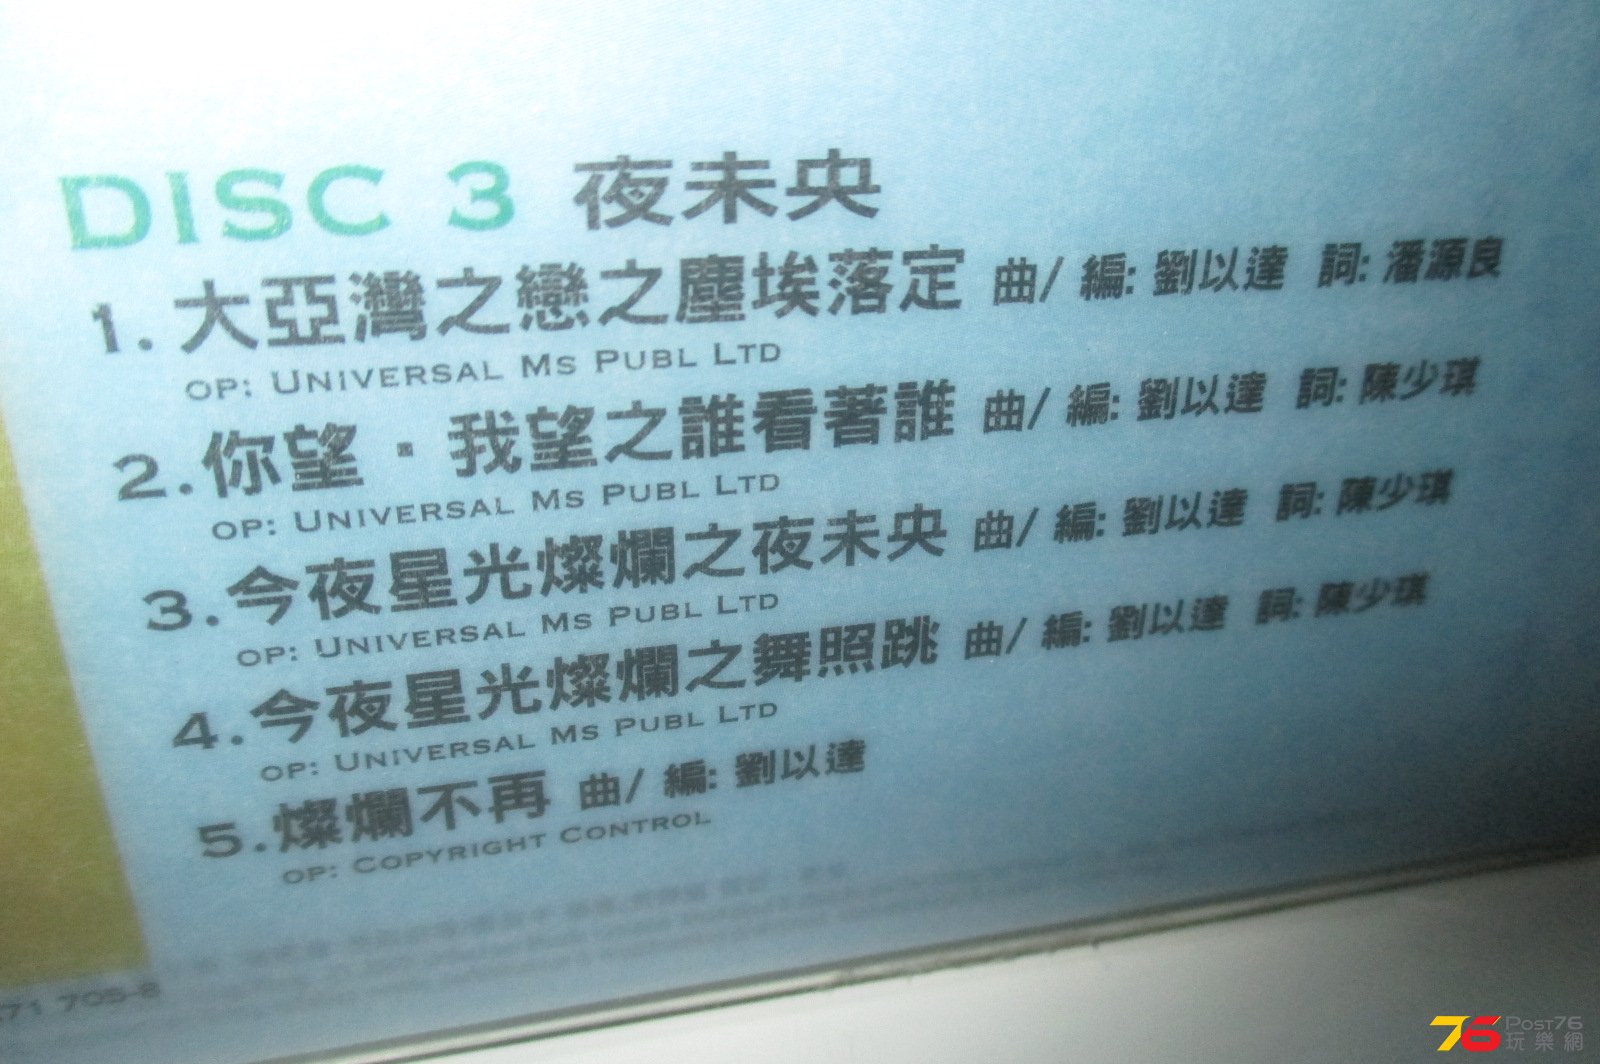 DISC 3 夜未央
1. 大亞灣之戀之塵埃落定 曲/ 編: 劉以達 詞: 潘源良
OP: UNIVERSAL MS PUBL LTD
2. 你望·我望之誰看著誰 曲/ 編: 劉以達 詞: 陳少琪
OP: UNIVERSAL MS PUBL LTD
3. 今夜星光燦爛之夜未央 曲/ 編: 劉以達 詞: 陳少琪
OP: UNIVERSAL MS PUBL LTD
4. 今夜星光燦爛之舞照跳 曲/ 編: 劉以達 詞: 陳少琪
OP: UNIVERSAL MS PUBL LTD
5. 燦爛不再 曲/ 編: 劉以達
OP: COPYRIGHT CONTROL
71 705-2
76 POST76
玩樂網